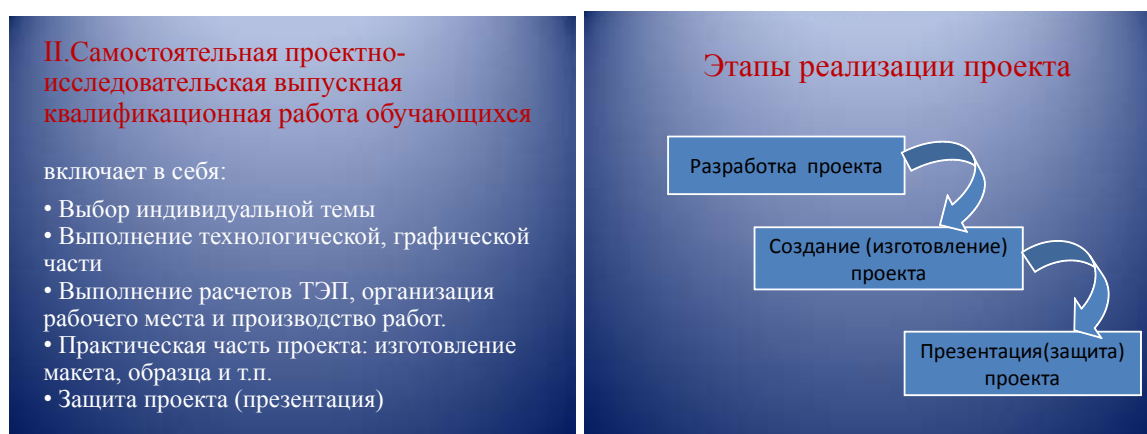 II.Самостоятельная проектно-
исследовательская выпускная
квалификационная работа обучающихся
включает в себя:
• Выбор индивидуальной темы
• Выполнение технологической, графической
части
• Выполнение расчетов ТЭП, организация
рабочего места и производство работ.
• Практическая часть проекта: изготовление
макета, образца и т.п.
• Защита проекта (презентация)
Этапы реализации проекта
Разработка проекта
Создание (изготовление)
проекта
Презентация(защита)
проекта